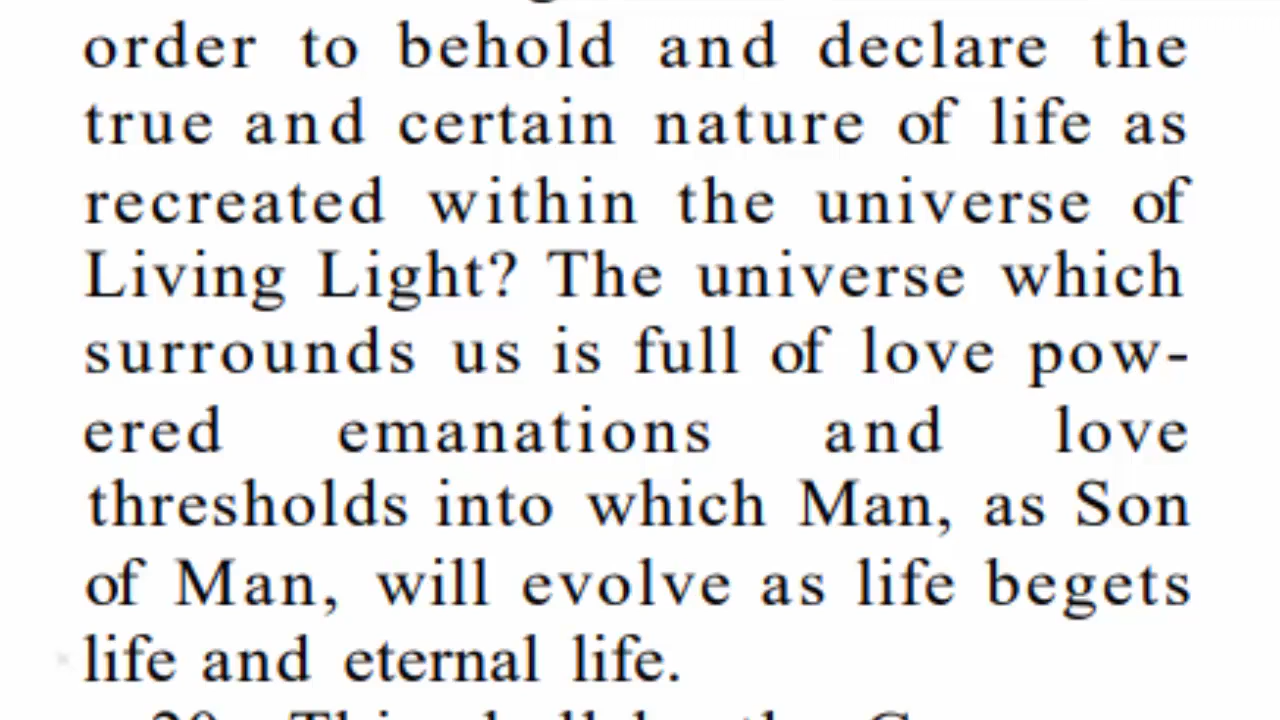 order to behold and declare the
true and certain nature of life as
recreated within the universe of
Living Light? The universe which
surrounds us is full of love pow-
ered emanations and love
thresholds into which Man, as Son
of Man, will evolve as life begets
life and eternal life.